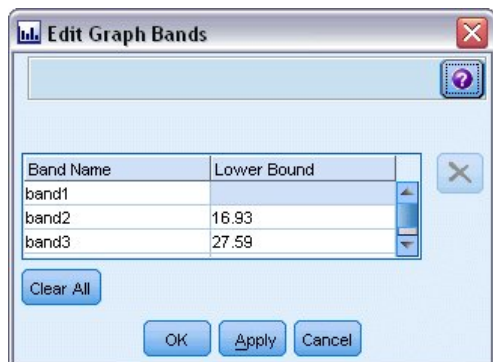 Edit Graph Bands
?
Band Name Lower Bound
band1
band2 16.93
band3 27.59
Clear All
OK Apply Cancel